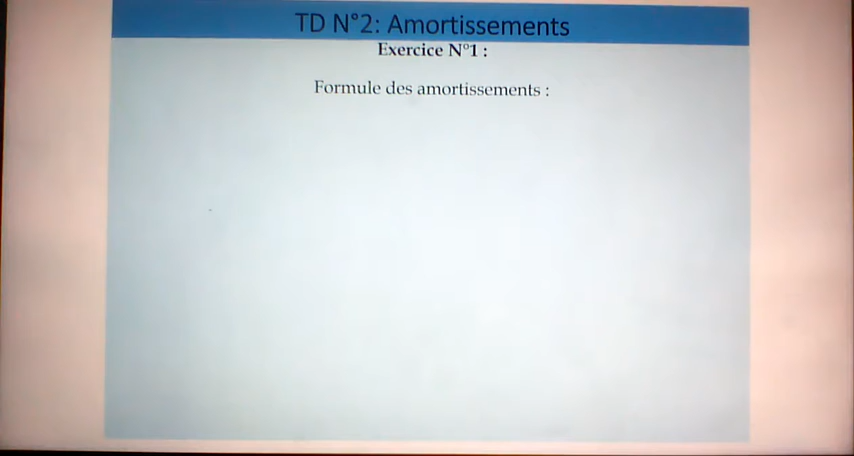 TD N°2: Amortissements
Exercice N°1 :
Formule des amortissements :